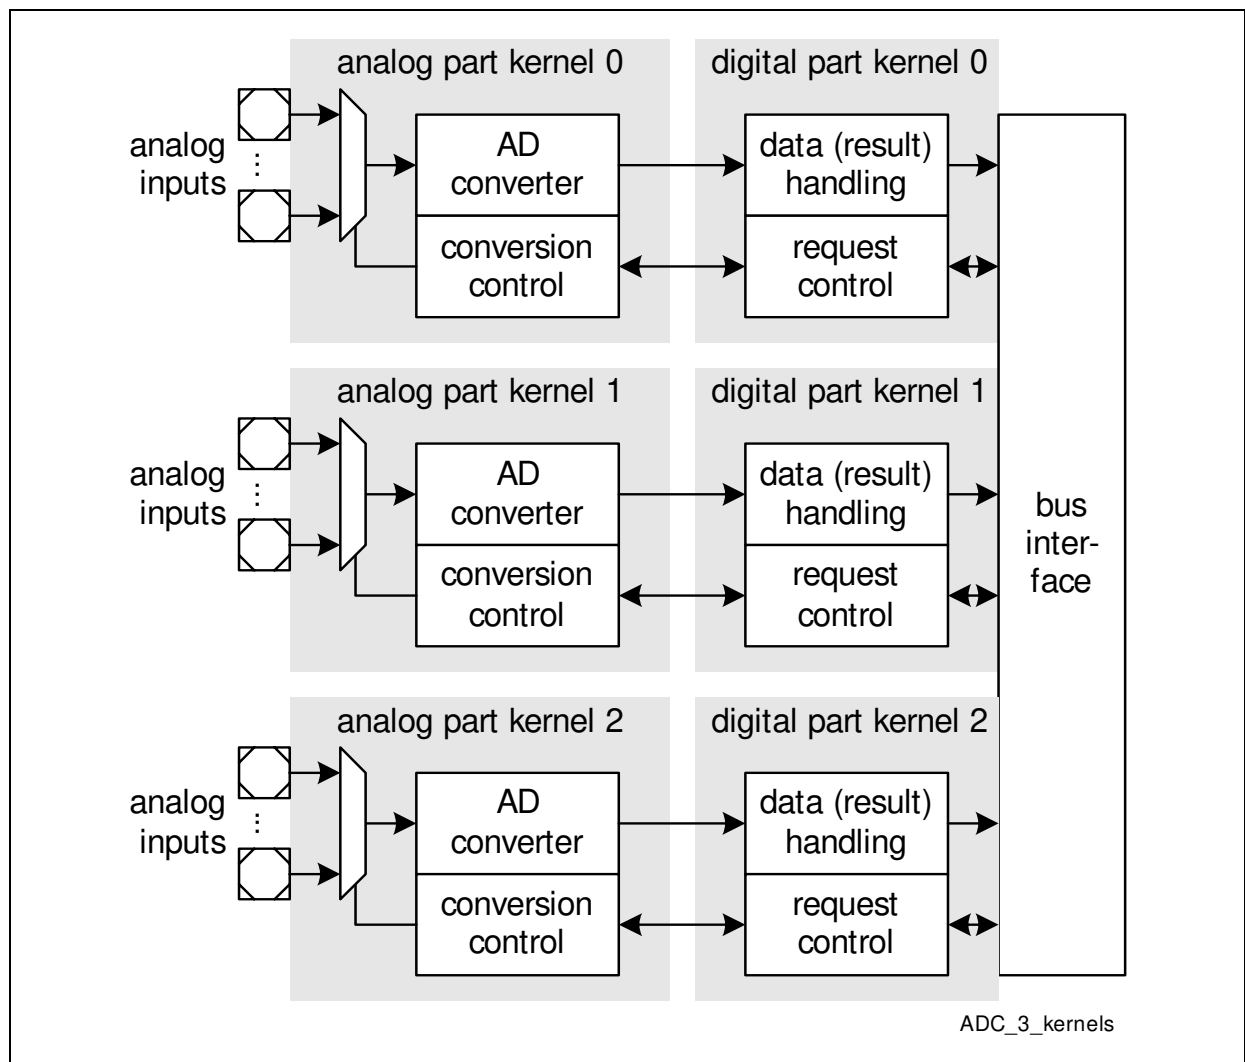 analog part kernel 0
digital part kernel 0
analog
inputs
AD
converter
conversion
control
data (result)
handling
request
control
analog part kernel 1
digital part kernel 1
analog
inputs
AD
converter
conversion
control
data (result)
handling
request
control
bus
inter-
face
analog part kernel 2
digital part kernel 2
analog
inputs
AD
converter
conversion
control
data (result)
handling
request
control
ADC_3_kernels